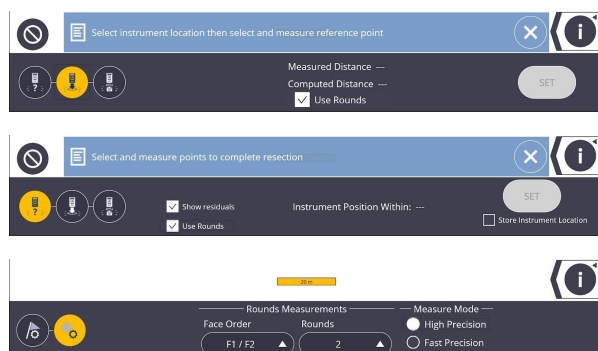 Select instrument location then select and measure reference point
i
Measured Distance ---
Computed Distance ---
Use Rounds
SET
?
Select and measure points to complete resection
i
?
Show residuals
Use Rounds
Instrument Position Within: ---
SET
Store Instrument Location
20 m
i
Rounds Measurements
Measure Mode
Face Order
Rounds
High Precision
F1 / F2
2
Fast Precision